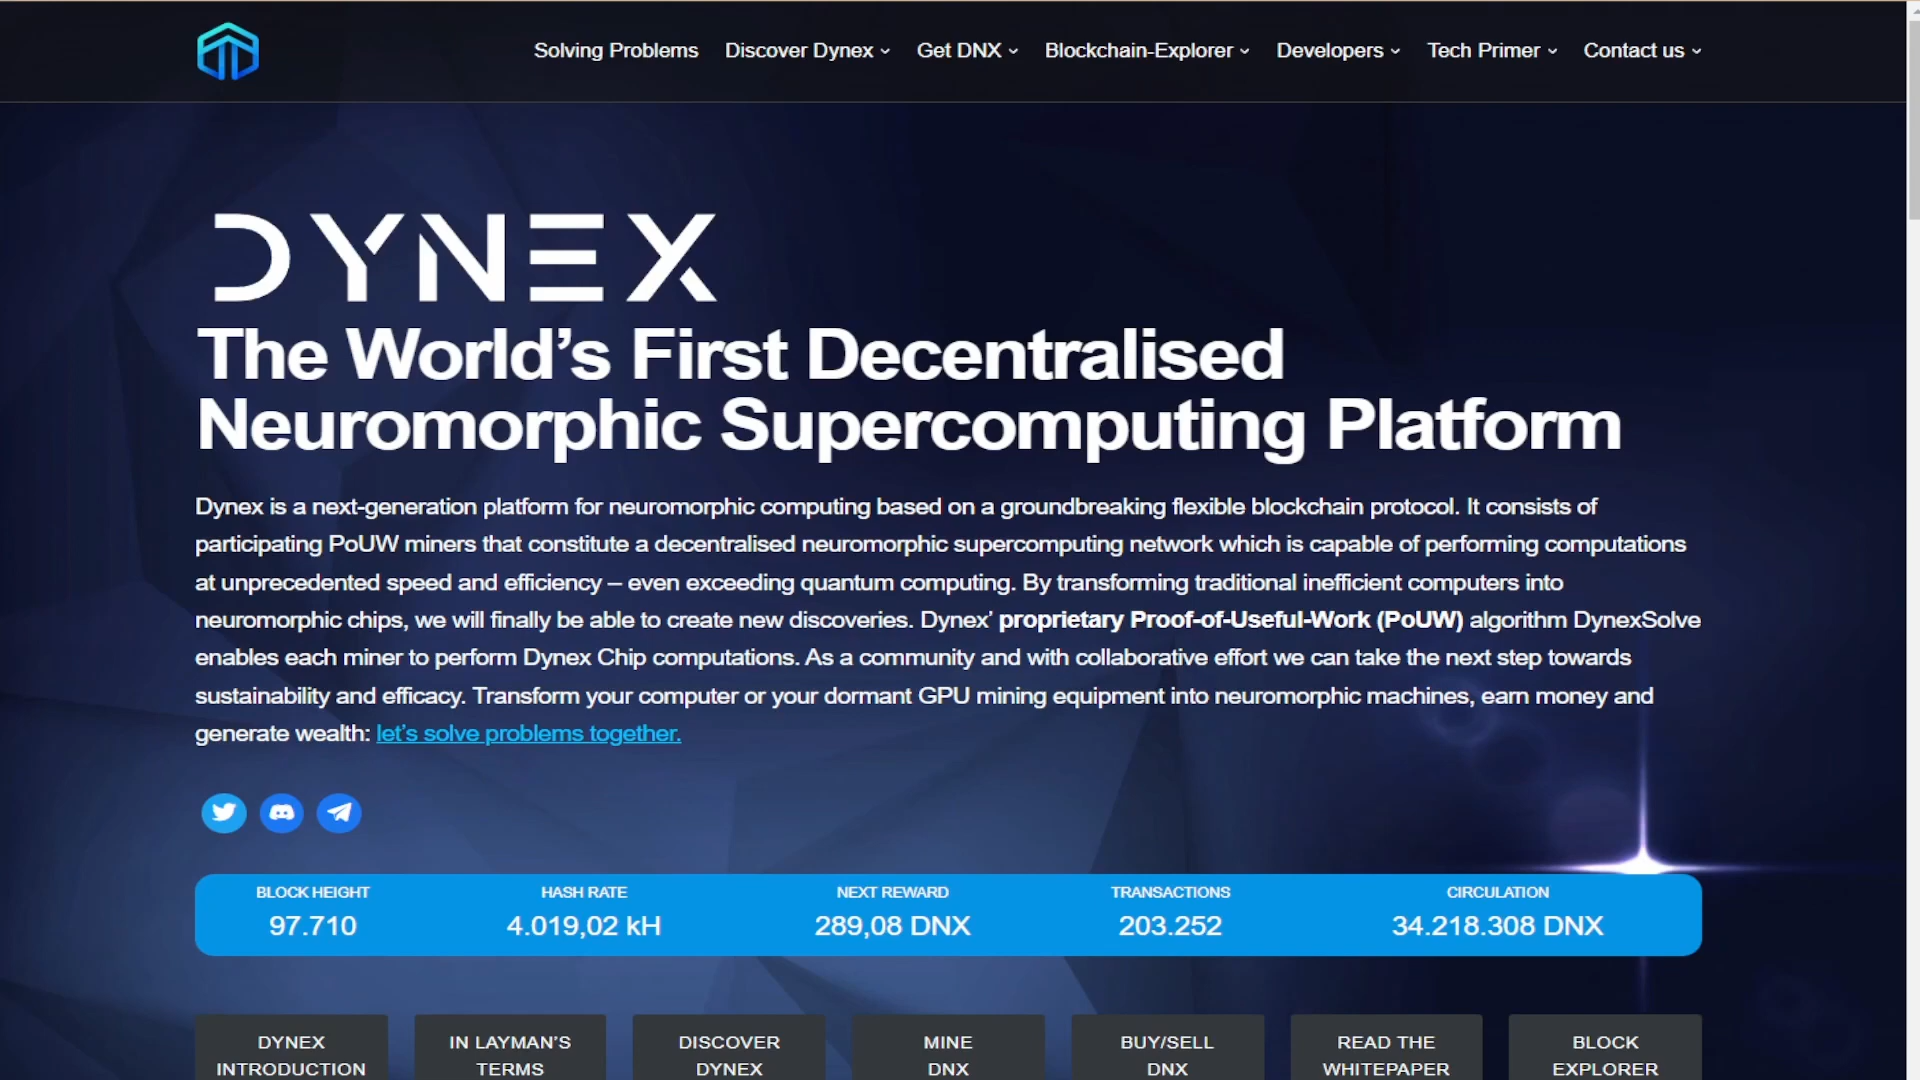 Solving Problems Discover Dynex Get DNX Blockchain-Explorer Developers Tech Primer Contact us
DYNEX
The World’s First Decentralised
Neuromorphic Supercomputing Platform
Dynex is a next-generation platform for neuromorphic computing based on a groundbreaking flexible blockchain protocol. It consists of
participating PoUW miners that constitute a decentralised neuromorphic supercomputing network which is capable of performing computations
at unprecedented speed and efficiency – even exceeding quantum computing. By transforming traditional inefficient computers into
neuromorphic chips, we will finally be able to create new discoveries. Dynex’ proprietary Proof-of-Useful-Work (PoUW) algorithm DynexSolve
enables each miner to perform Dynex Chip computations. As a community and with collaborative effort we can take the next step towards
sustainability and efficacy. Transform your computer or your dormant GPU mining equipment into neuromorphic machines, earn money and
generate wealth: let’s solve problems together.
BLOCK HEIGHT HASH RATE NEXT REWARD TRANSACTIONS CIRCULATION
97.710 4.019,02 kH 289,08 DNX 203.252 34.218.308 DNX
DYNEX IN LAYMAN’S DISCOVER MINE BUY/SELL READ THE BLOCK
INTRODUCTION TERMS DYNEX DNX DNX WHITEPAPER EXPLORER